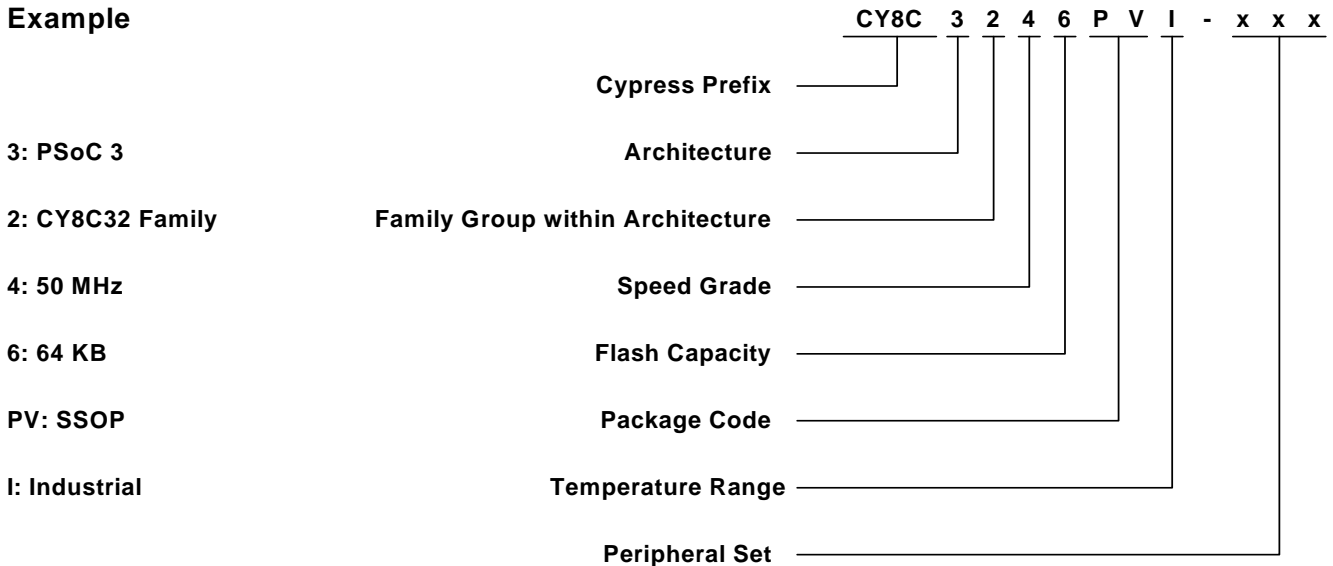 Example CY8C 3 2 4 6 P V I - x x x
Cypress Prefix
3: PSoC 3 Architecture
2: CY8C32 Family Family Group within Architecture
4: 50 MHz Speed Grade
6: 64 KB Flash Capacity
PV: SSOP Package Code
I: Industrial Temperature Range
Peripheral Set